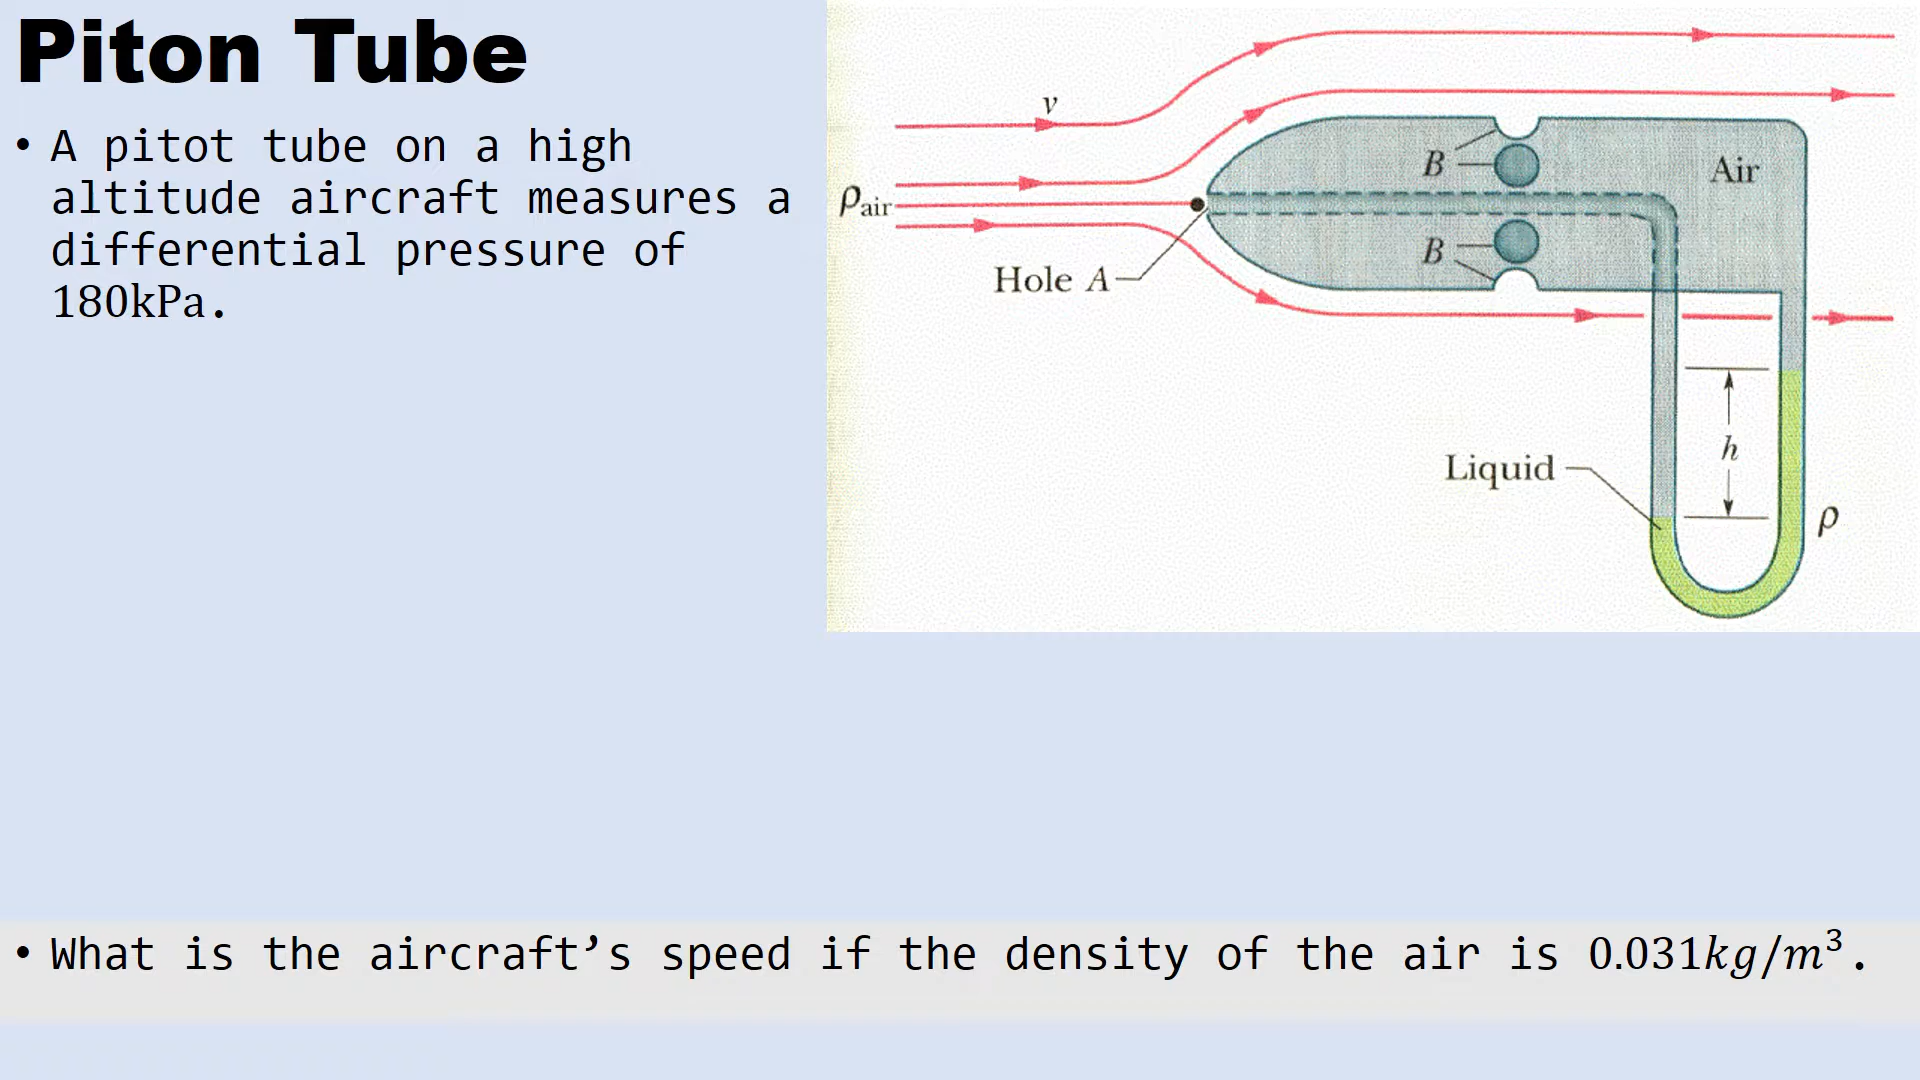 Piton Tube
• A pitot tube on a high
altitude aircraft measures a
differential pressure of
180kPa.
v
ρair
B
Air
B
Hole A
h
Liquid
ρ
• What is the aircraft’s speed if the density of the air is 0.031kg/m³.